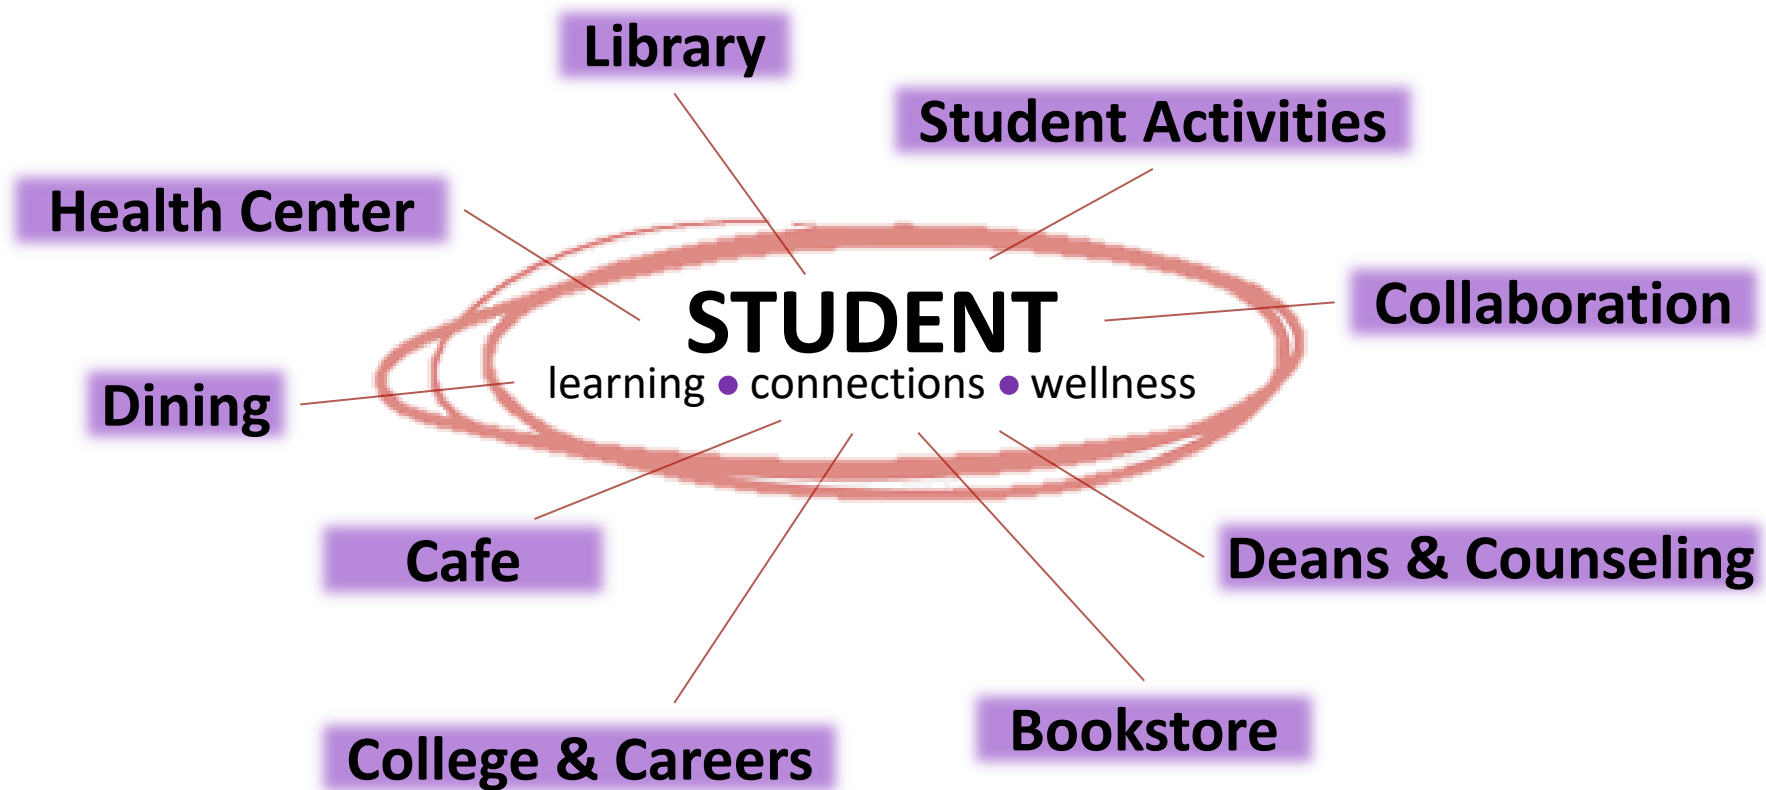 Library
Student Activities
Health Center
Collaboration
STUDENT
learning • connections • wellness
Dining
Cafe
Deans & Counseling
Bookstore
College & Careers